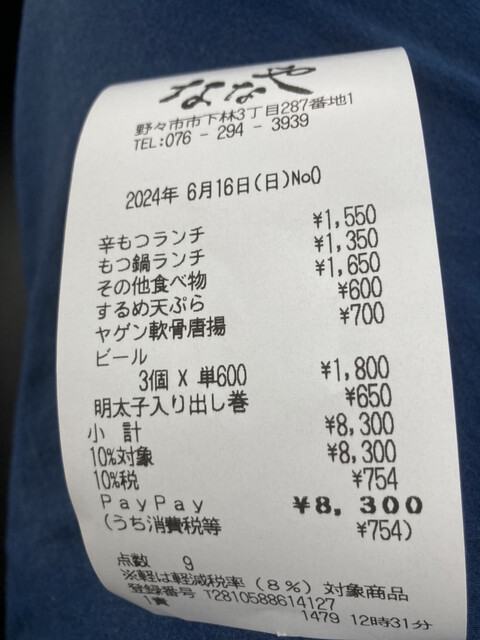 ななや
野々市市下林3丁目287番地1
TEL:076 - 294 - 3939
2024年 6月16日(日)No0
辛もつランチ ¥1,550
もつ鍋ランチ ¥1,350
その他食べ物 ¥1,650
するめ天ぷら ¥600
ヤゲン軟骨唐揚 ¥700
ビール
3個 X 単600 ¥1,800
明太子入り出し巻 ¥650
小 計 ¥8,300
10%対象 ¥8,300
10%税 ¥754
PayPay ¥8,300
(うち消費税等 ¥754)
点数 9
※軽は軽減税率(8%)対象商品
登録番号 T2810588614127
1責 1479 12時31分